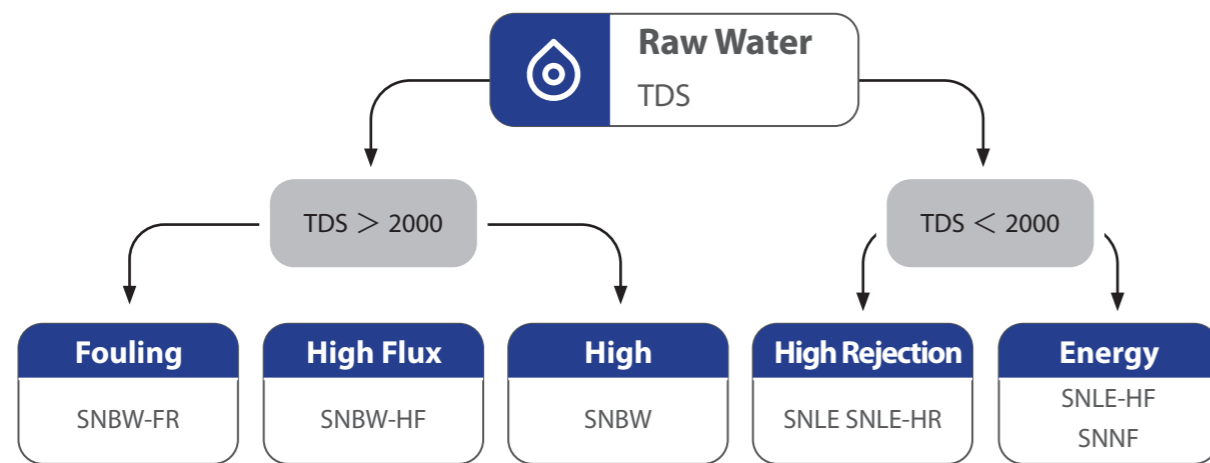 Raw Water
TDS
TDS > 2000
TDS < 2000
Fouling
SNBW-FR
High Flux
SNBW-HF
High
SNBW
High Rejection
SNLE SNLE-HR
Energy
SNLE-HF
SNNF